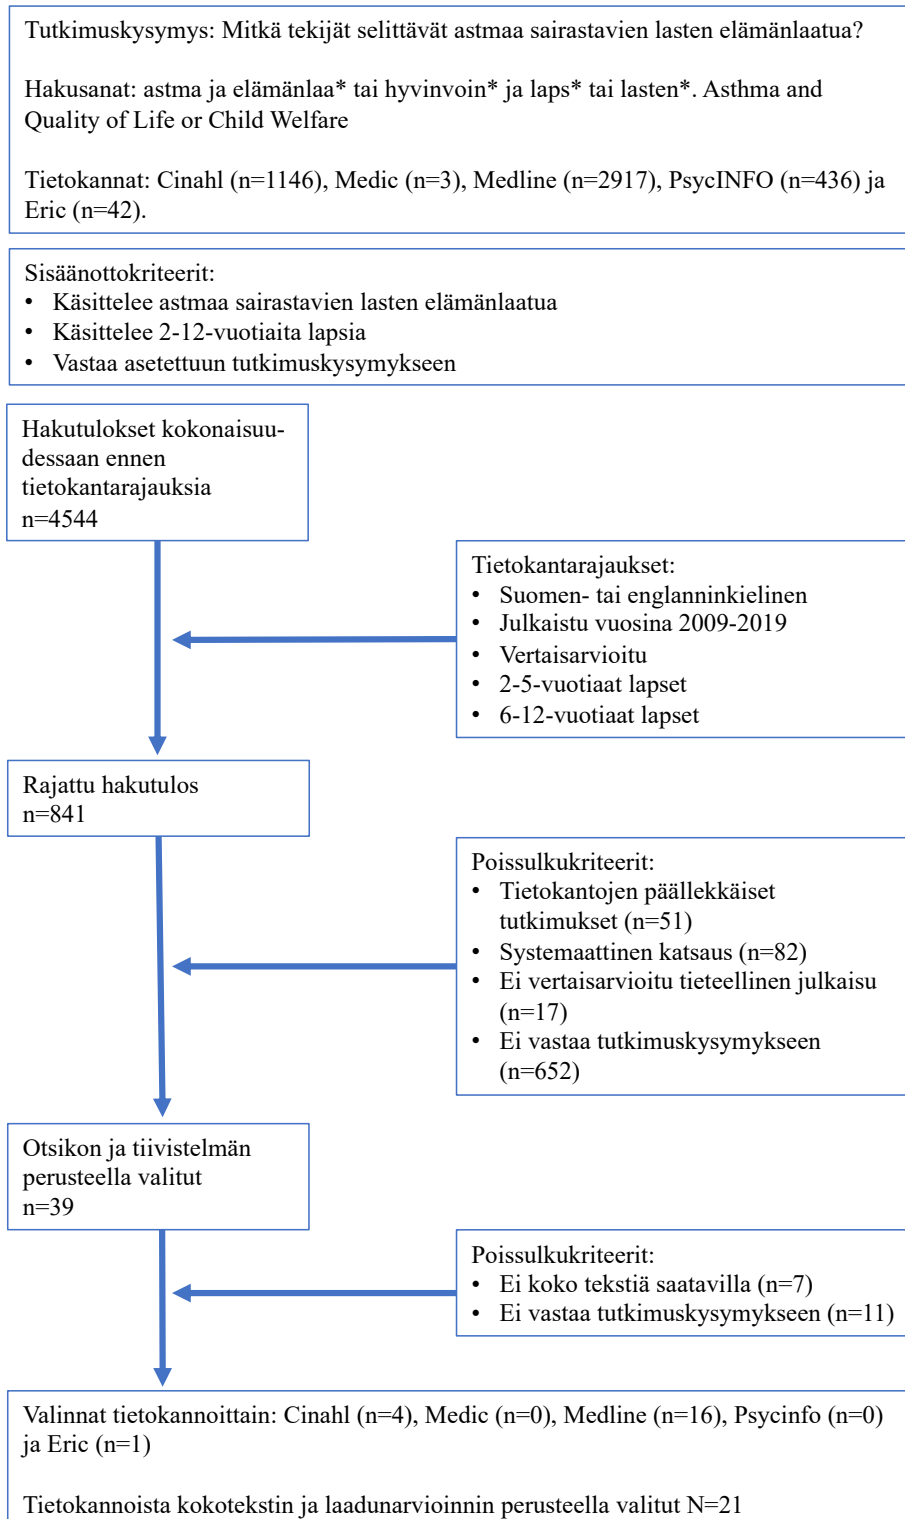 Tutkimuskysymys: Mitkä tekijät selittävät astmaa sairastavien lasten elämänlaatua?
Hakusanat: astma ja elämänlaa* tai hyvinvoin* ja laps* tai lasten*. Asthma and
Quality of Life or Child Welfare
Tietokannat: Cinahl (n=1146), Medic (n=3), Medline (n=2917), PsycINFO (n=436) ja
Eric (n=42).
Sisäänottokriteerit:
• Käsittelee astmaa sairastavien lasten elämänlaatua
• Käsittelee 2-12-vuotiaita lapsia
• Vastaa asetettuun tutkimuskysymykseen
Hakutulokset kokonaisuu-
dessaan ennen
tietokantarajauksia
n=4544
Tietokantarajaukset:
• Suomen- tai englanninkielinen
• Julkaistu vuosina 2009-2019
• Vertaisarvioitu
• 2-5-vuotiaat lapset
• 6-12-vuotiaat lapset
Rajattu hakutulos
n=841
Poissulkukriteerit:
• Tietokantojen päällekkäiset
tutkimukset (n=51)
• Systemaattinen katsaus (n=82)
• Ei vertaisarvioitu tieteellinen julkaisu
(n=17)
• Ei vastaa tutkimuskysymykseen
(n=652)
Otsikon ja tiivistelmän
perusteella valitut
n=39
Poissulkukriteerit:
• Ei koko tekstiä saatavilla (n=7)
• Ei vastaa tutkimuskysymykseen (n=11)
Valinnat tietokannoittain: Cinahl (n=4), Medic (n=0), Medline (n=16), Psycinfo (n=0)
ja Eric (n=1)
Tietokannoista kokotekstin ja laadunarvioinnin perusteella valitut N=21